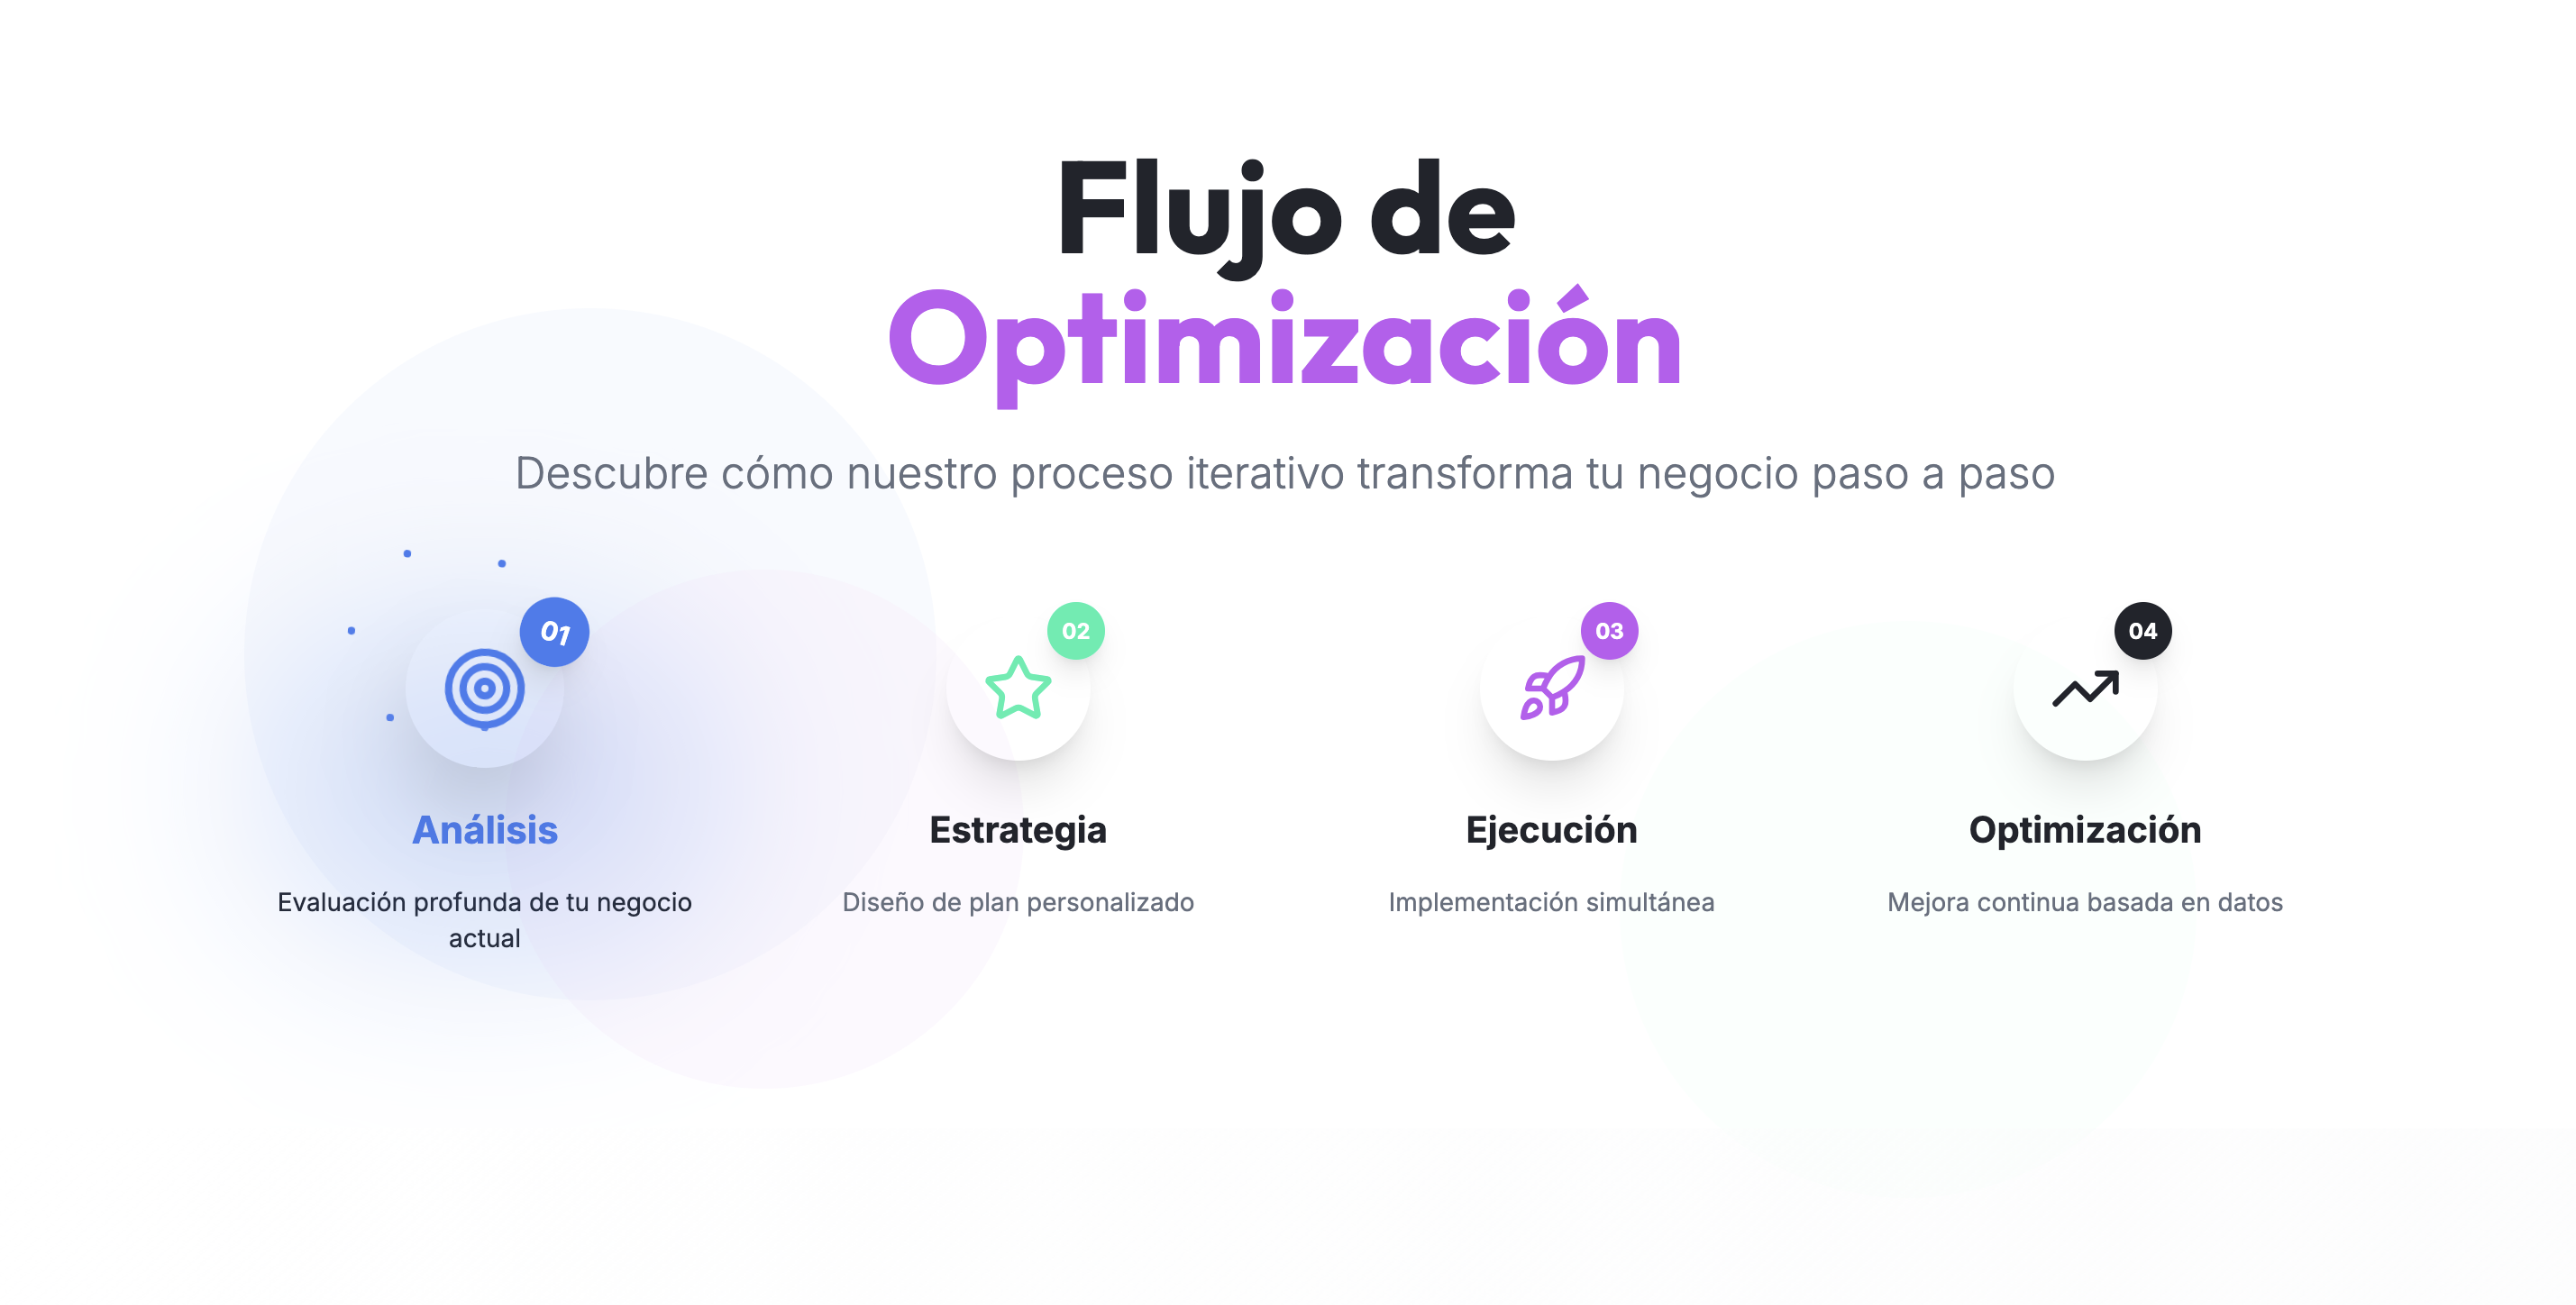 Flujo de
Optimización
Descubre cómo nuestro proceso iterativo transforma tu negocio paso a paso
01
02
03
04
Análisis
Estrategia
Ejecución
Optimización
Evaluación profunda de tu negocio
actual
Diseño de plan personalizado
Implementación simultánea
Mejora continua basada en datos